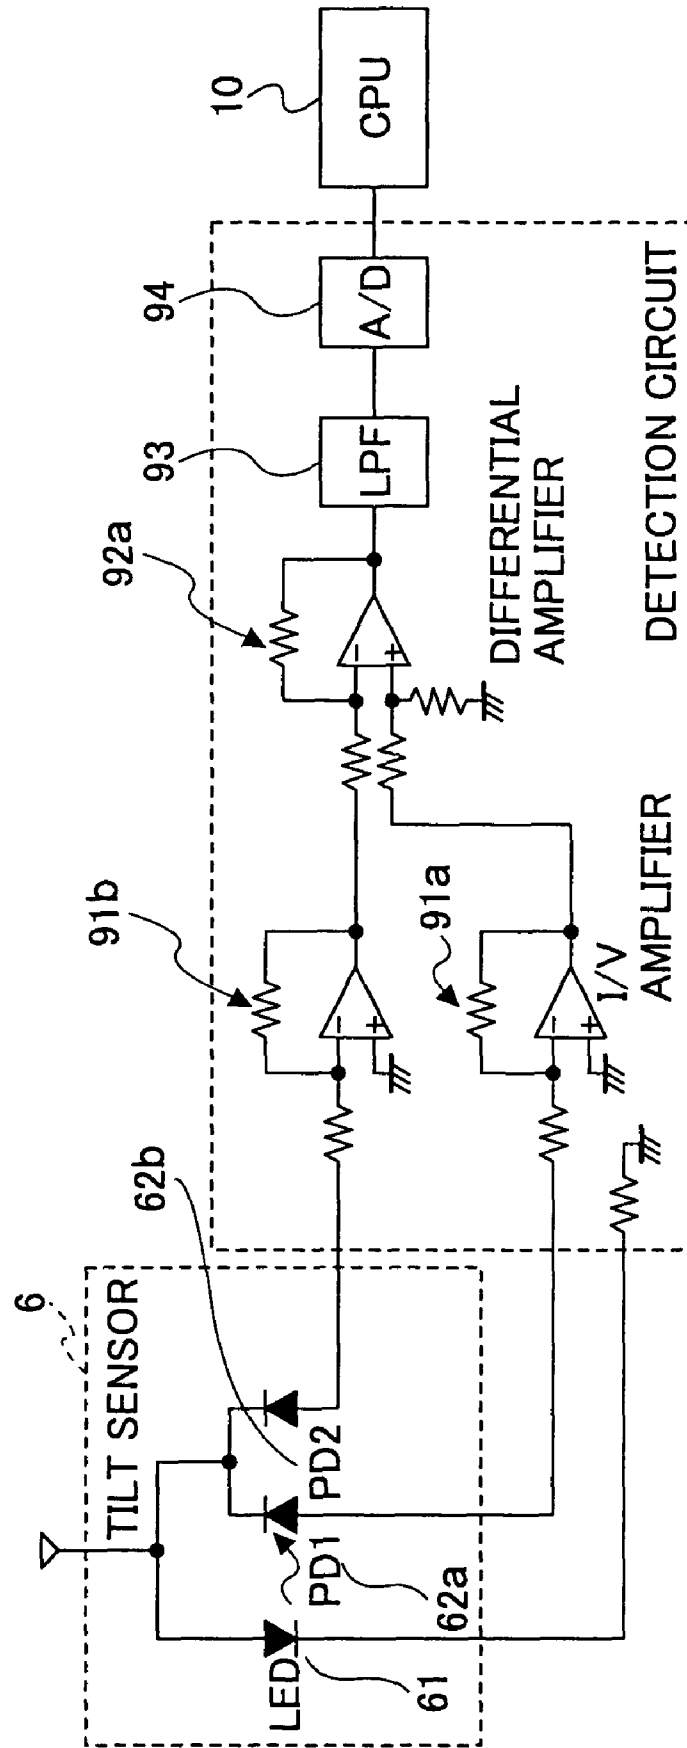 6
TILT SENSOR
LED
61
PD1
62a
PD2
62b
91b
-
+
91a
-
+
I/V
AMPLIFIER
92a
-
+
DIFFERENTIAL
AMPLIFIER
93
LPF
94
A/D
DETECTION CIRCUIT
10
CPU